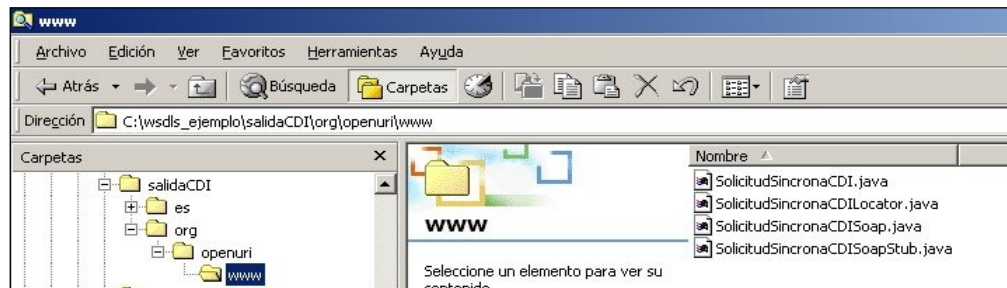 www
Archivo Edición Ver Favoritos Herramientas Ayuda
Atrás Búsqueda Carpetas
Dirección C:\wsdls_ejemplo\salidaCDI\org\openuri\www
Carpetas
salidaCDI
es
org
openuri
www
www
Seleccione un elemento para ver su
contenido
Nombre
SolicitudSincronaCDI.java
SolicitudSincronaCDILocator.java
SolicitudSincronaCDISoap.java
SolicitudSincronaCDISoapStub.java